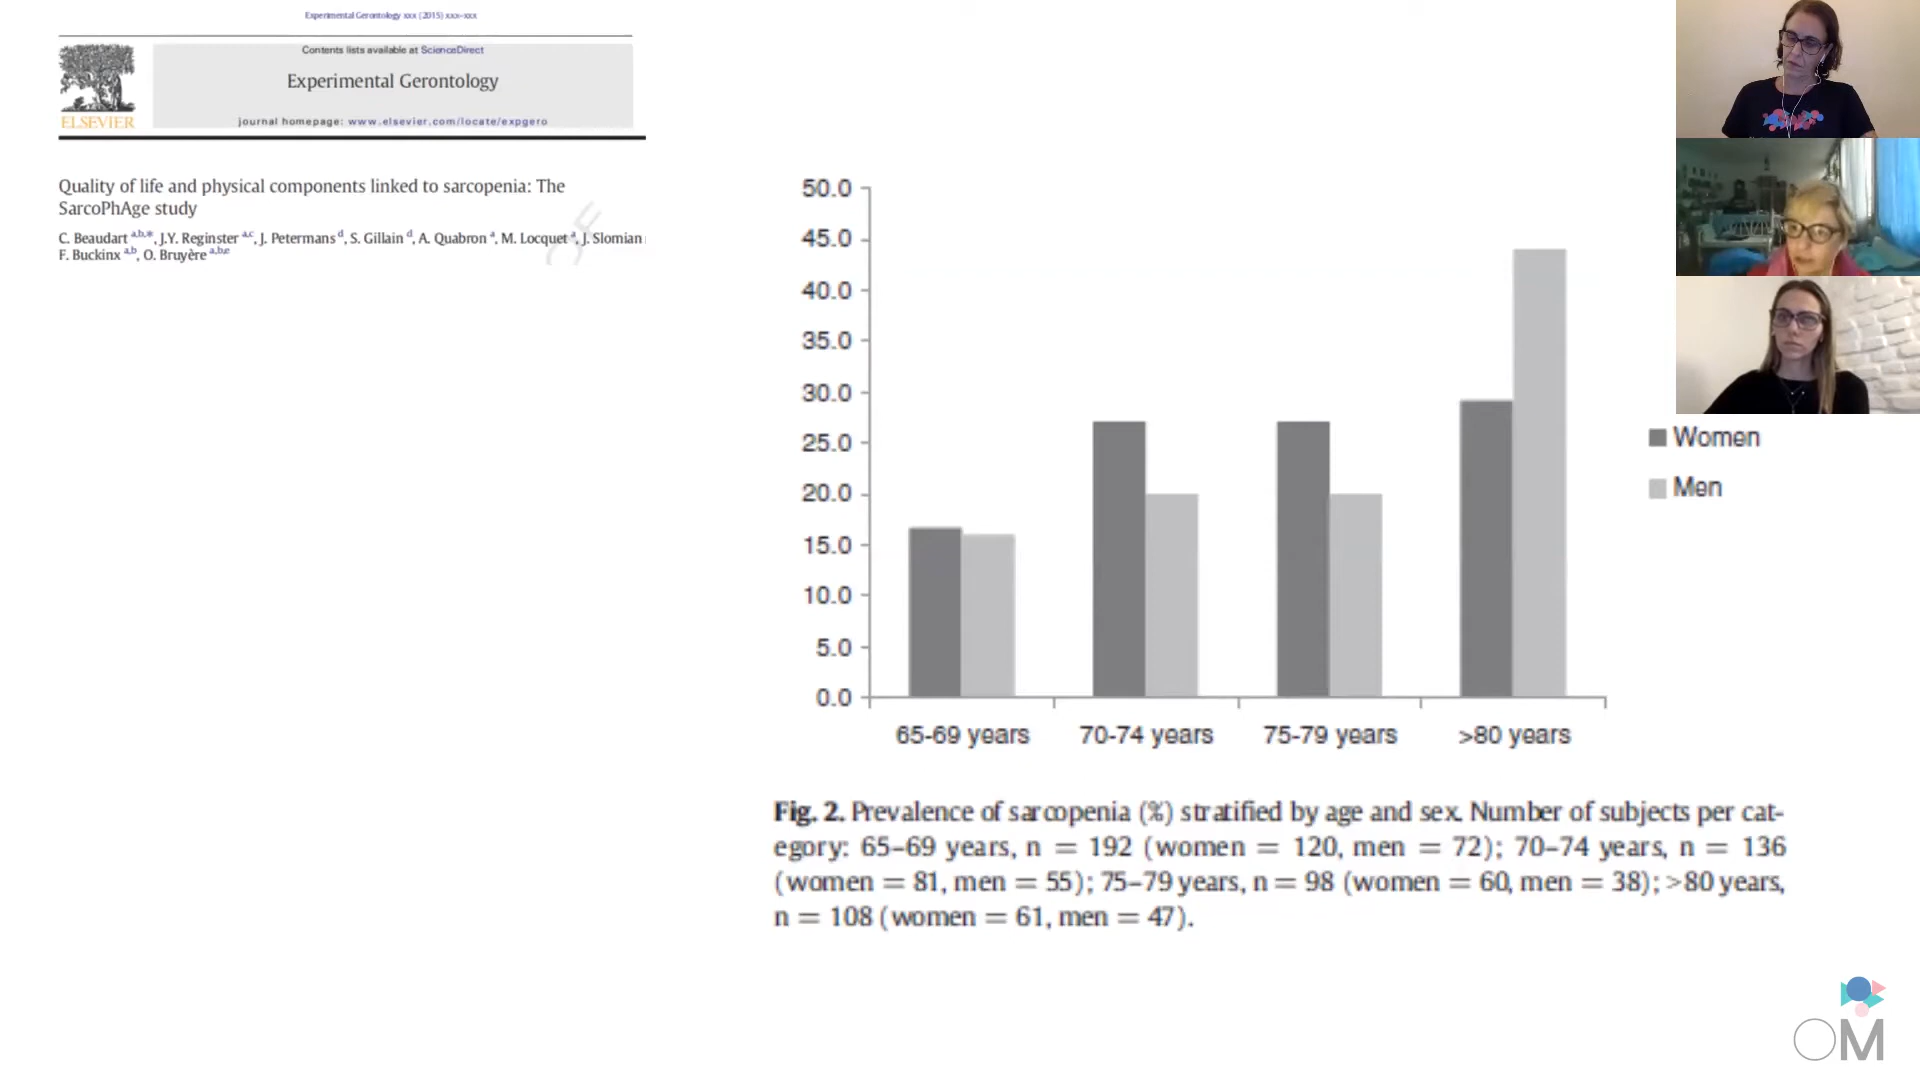 Experimental Gerontology xxx (2015) xxx–xxx
Contents lists available at ScienceDirect
Experimental Gerontology
journal homepage: www.elsevier.com/locate/expgero
ELSEVIER
Quality of life and physical components linked to sarcopenia: The
SarcoPhAge study
C. Beaudart a,b,*, J.Y. Reginster a,c, J. Petermans d, S. Gillain d, A. Quabron a, M. Locquet a, J. Slomian
F. Buckinx a,b, O. Bruyère a,b,e
50.0
45.0
40.0
35.0
30.0
25.0
20.0
15.0
10.0
5.0
0.0
65-69 years 70-74 years 75-79 years >80 years
Women
Men
Fig. 2. Prevalence of sarcopenia (%) stratified by age and sex. Number of subjects per cat-
egory: 65–69 years, n = 192 (women = 120, men = 72); 70–74 years, n = 136
(women = 81, men = 55); 75–79 years, n = 98 (women = 60, men = 38); >80 years,
n = 108 (women = 61, men = 47).
OM